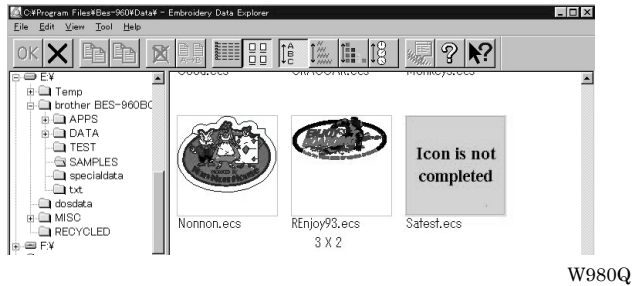 C:¥Program Files¥Bes-960¥Data¥ - Embroidery Data Explorer
File Edit View Tool Help
OK
A→B
E:¥
Temp
brother BES-960BC
APPS
DATA
TEST
SAMPLES
specialdata
txt
dosdata
MISC
RECYCLED
F:¥
Nonnon.ecs
REnjoy93.ecs
3 X 2
Icon is not
completed
Satest.ecs
W980Q